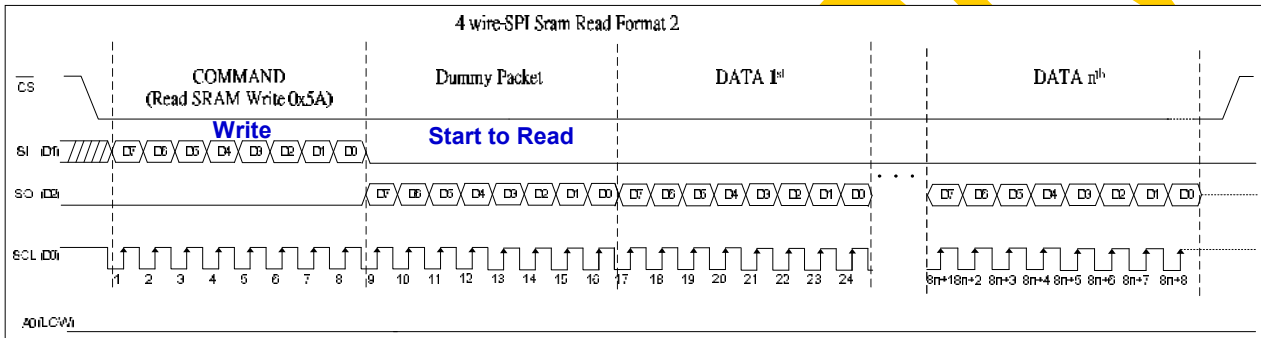 4 wire-SPI Sram Read Format 2
COMMAND Dummy Packet DATA 1st DATA nth
(Read SRAM Write 0x5A)
CS
Write Start to Read
SI (D1) D7 D6 D5 D4 D3 D2 D1 D0
SO (D2) D7 D6 D5 D4 D3 D2 D1 D0 D7 D6 D5 D4 D3 D2 D1 D0 . . . D7 D6 D5 D4 D3 D2 D1 D0
SCL (D0)
1 2 3 4 5 6 7 8 9 10 11 12 13 14 15 16 17 18 19 20 21 22 23 24 8n+1 8n+2 8n+3 8n+4 8n+5 8n+6 8n+7 8n+8
A0(LOW)